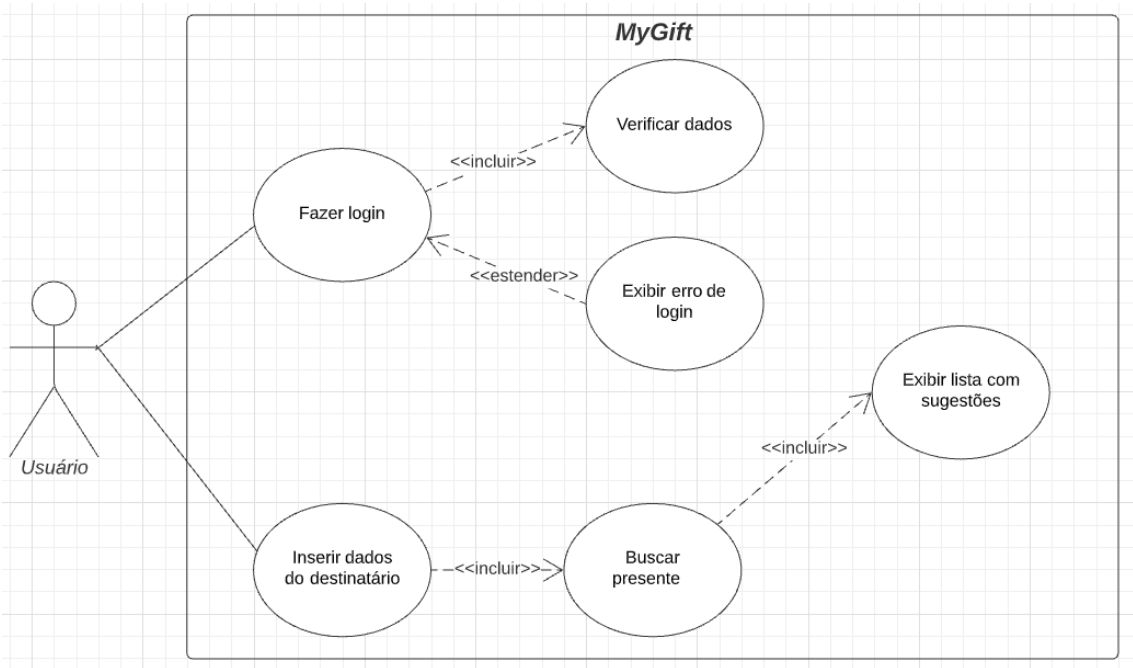 MyGift
Verificar dados
<<incluir>>
Fazer login
<<estender>>
Exibir erro de
login
Exibir lista com
sugestões
<<incluir>>
Usuário
Inserir dados
do destinatário
<<incluir>>
Buscar
presente